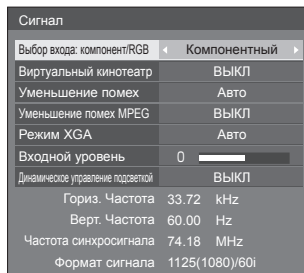 Сигнал
Выбор входа: компонент/RGB Компонентный
Виртуальный кинотеатр ВЫКЛ
Уменьшение помех Авто
Уменьшение помех MPEG ВЫКЛ
Режим XGA Авто
Входной уровень 0
Динамическое управление подсветкой ВЫКЛ
Гориз. Частота 33.72 kHz
Верт. Частота 60.00 Hz
Частота синхросигнала 74.18 MHz
Формат сигнала 1125(1080)/60i